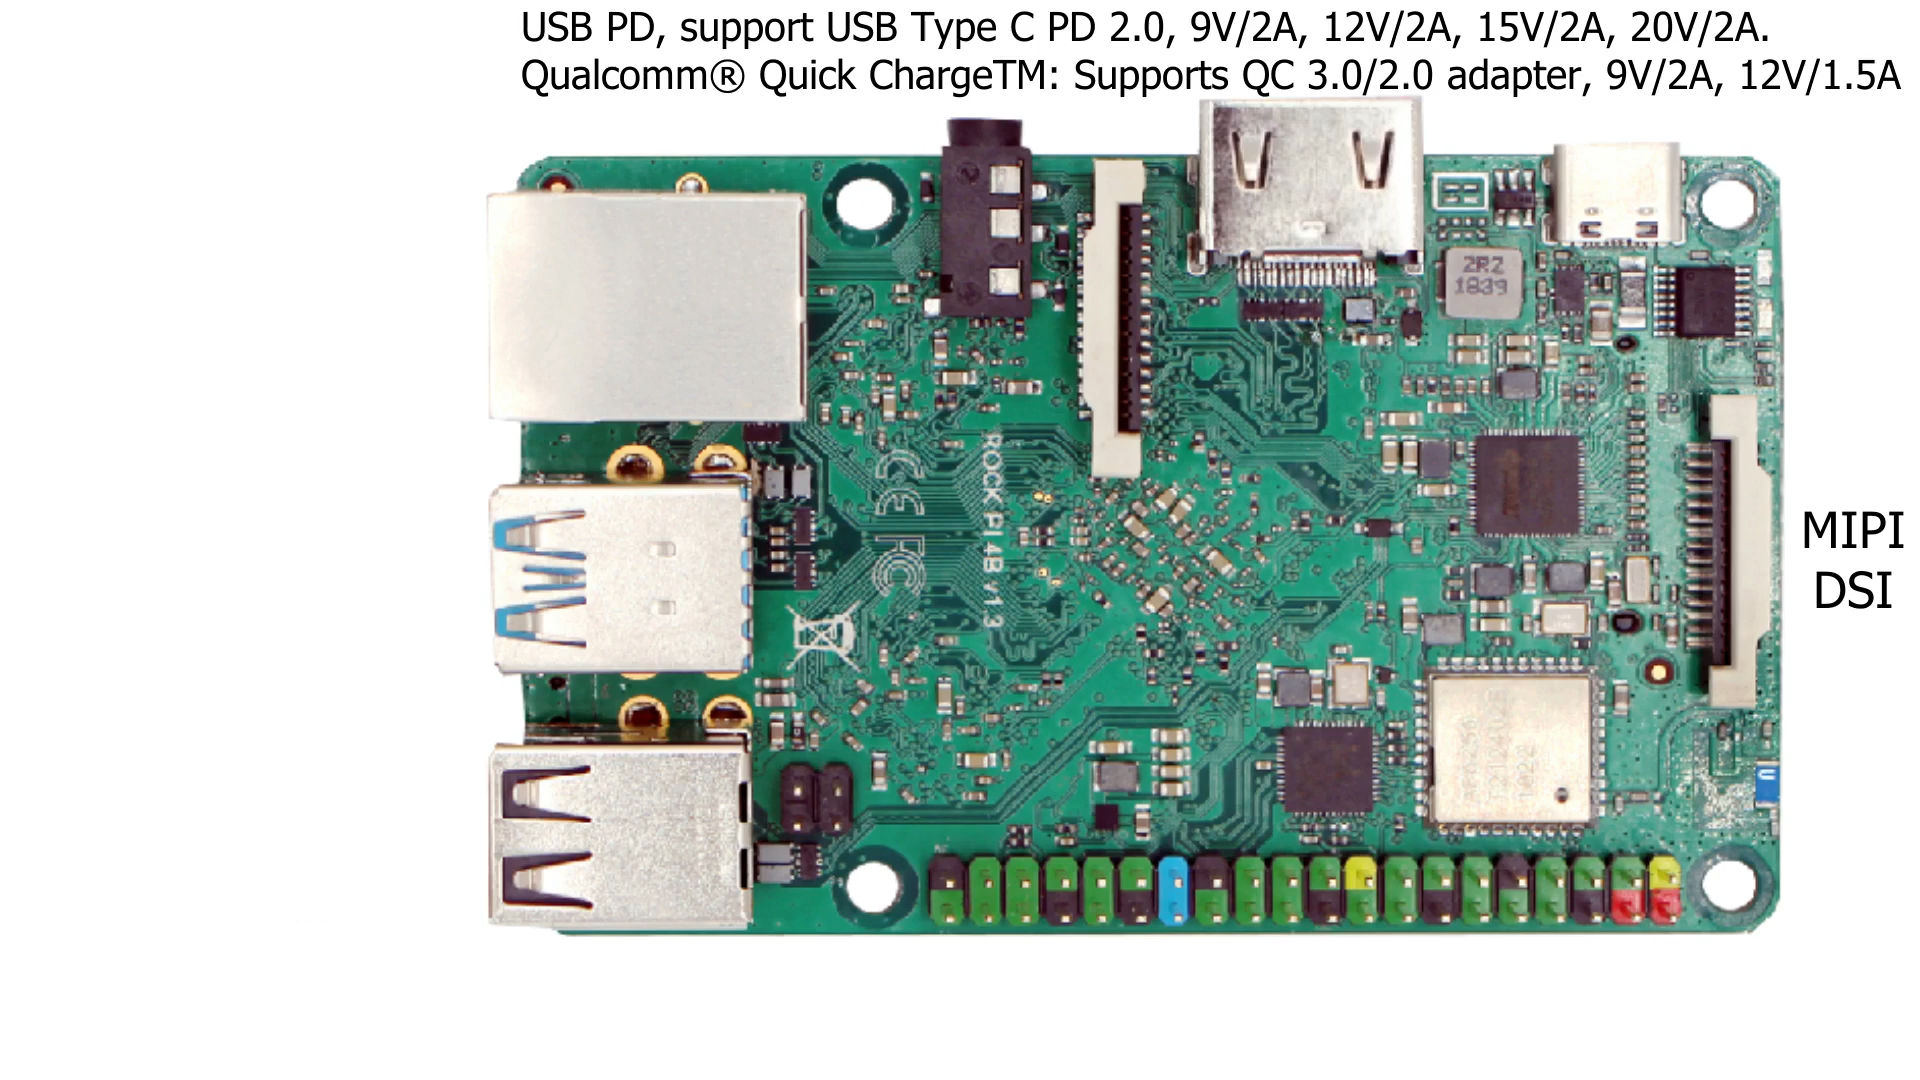 USB PD, support USB Type C PD 2.0, 9V/2A, 12V/2A, 15V/2A, 20V/2A.
Qualcomm® Quick ChargeTM: Supports QC 3.0/2.0 adapter, 9V/2A, 12V/1.5A
2R2
1839
MIPI
DSI
ROCK PI 4B v1.3
CE
FC
U